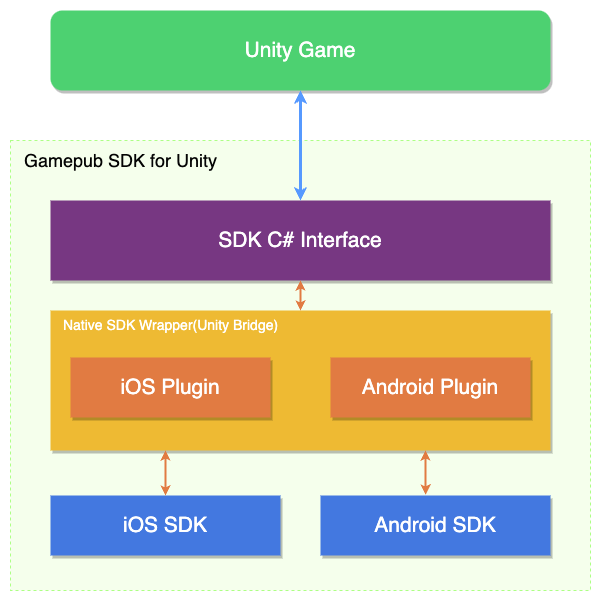 Unity Game
Gamepub SDK for Unity
SDK C# Interface
Native SDK Wrapper(Unity Bridge)
iOS Plugin
Android Plugin
iOS SDK
Android SDK